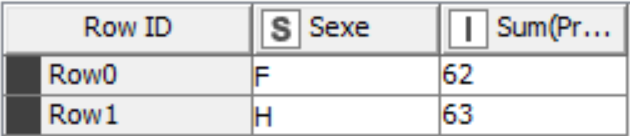 Row ID S Sexe I Sum(Pr...
Row0 F 62
Row1 H 63